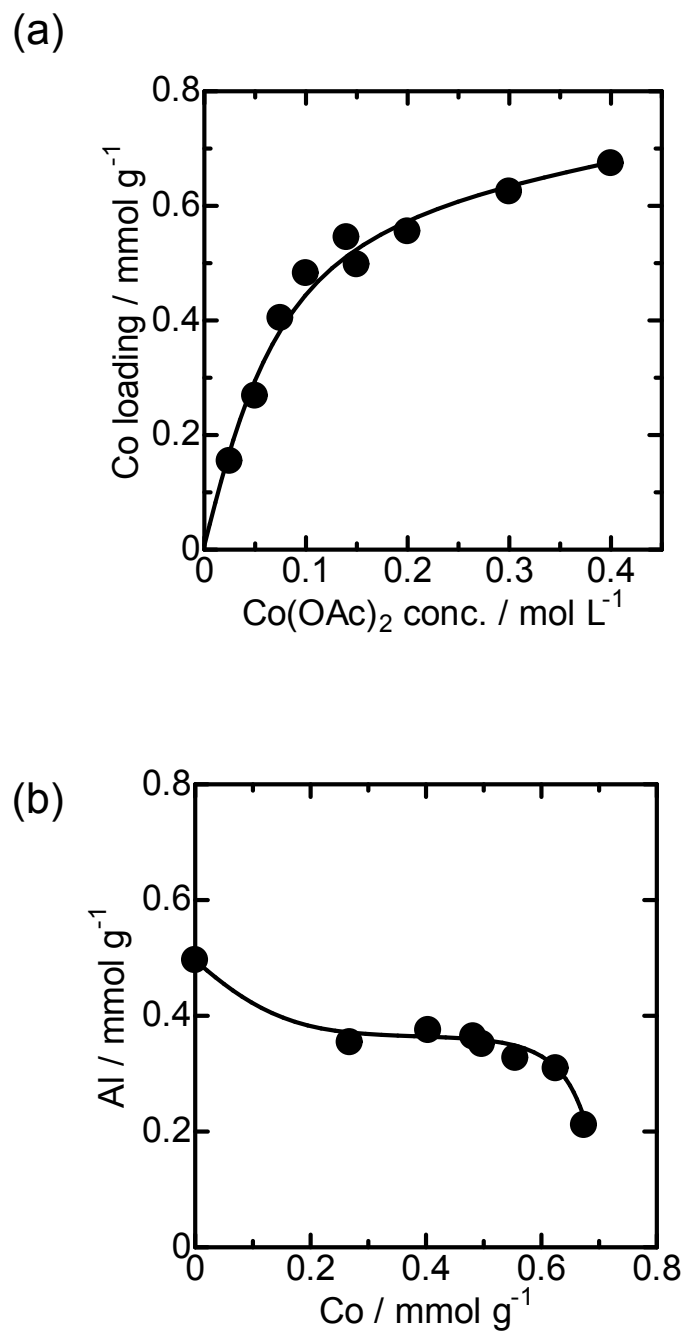 (a)
0.8
0.6
0.4
0.2
0
Co loading / mmol g⁻¹
0 0.1 0.2 0.3 0.4
Co(OAc)₂ conc. / mol L⁻¹
(b)
0.8
0.6
0.4
0.2
0
Al / mmol g⁻¹
0 0.2 0.4 0.6 0.8
Co / mmol g⁻¹